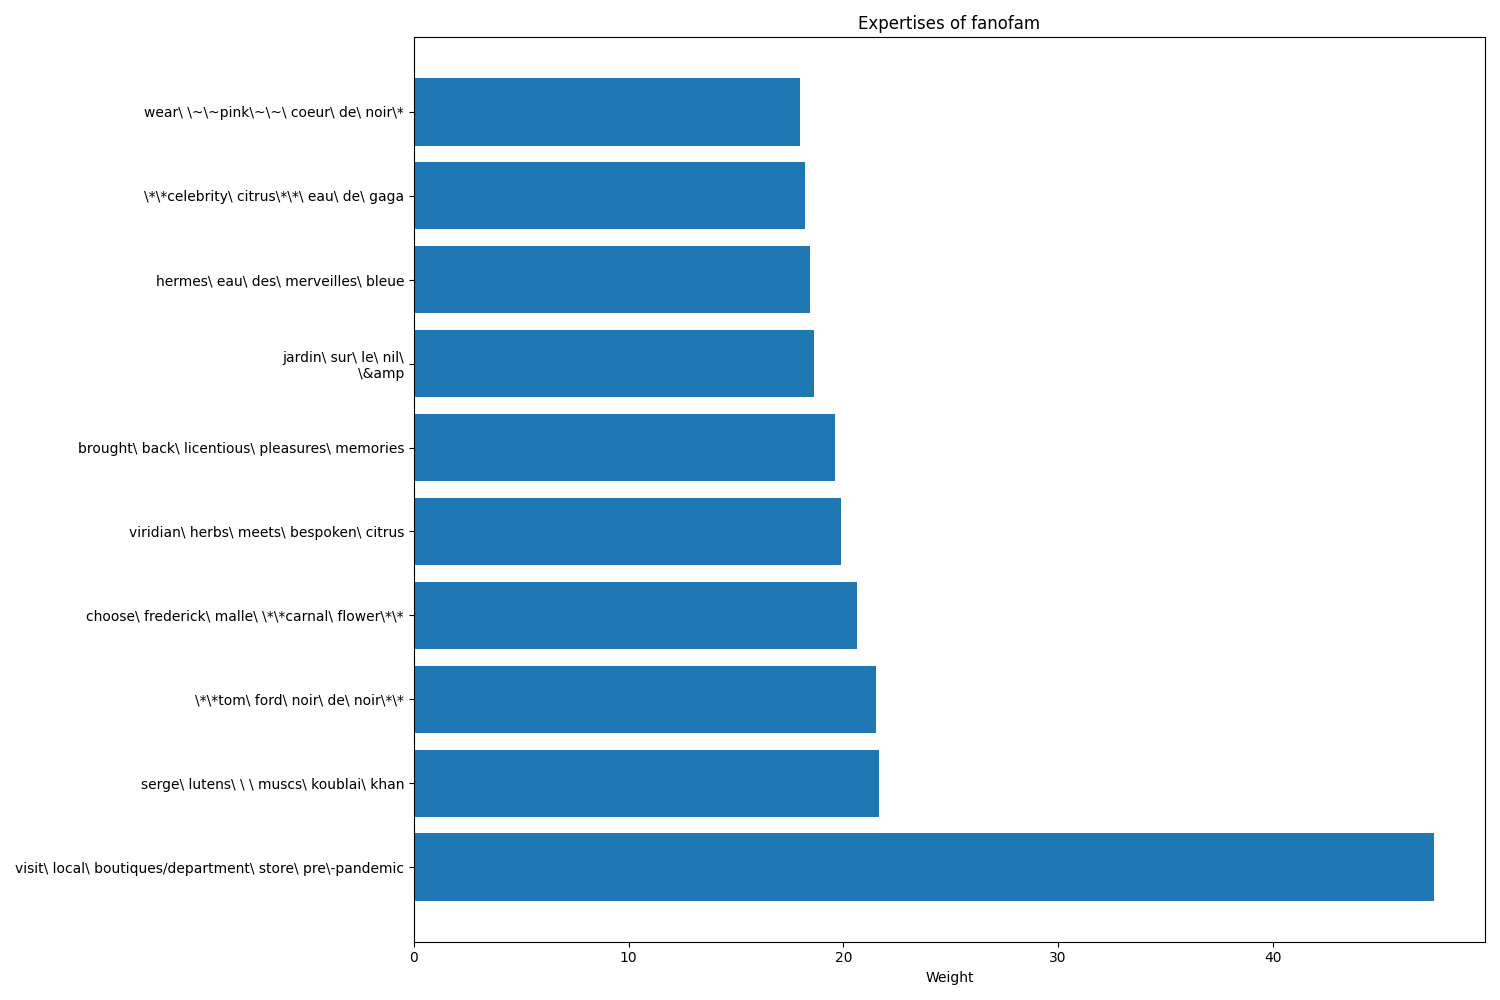 Expertises of fanofam
wear\ \~\~pink\~\~\ coeur\ de\ noir\*
\*\*celebrity\ citrus\*\*\ eau\ de\ gaga
hermes\ eau\ des\ merveilles\ bleue
jardin\ sur\ le\ nil\
\&amp
brought\ back\ licentious\ pleasures\ memories
viridian\ herbs\ meets\ bespoken\ citrus
choose\ frederick\ malle\ \*\*carnal\ flower\*\*
\*\*tom\ ford\ noir\ de\ noir\*\*
serge\ lutens\ \ \ muscs\ koublai\ khan
visit\ local\ boutiques/department\ store\ pre\-pandemic
0 10 20 30 40
Weight